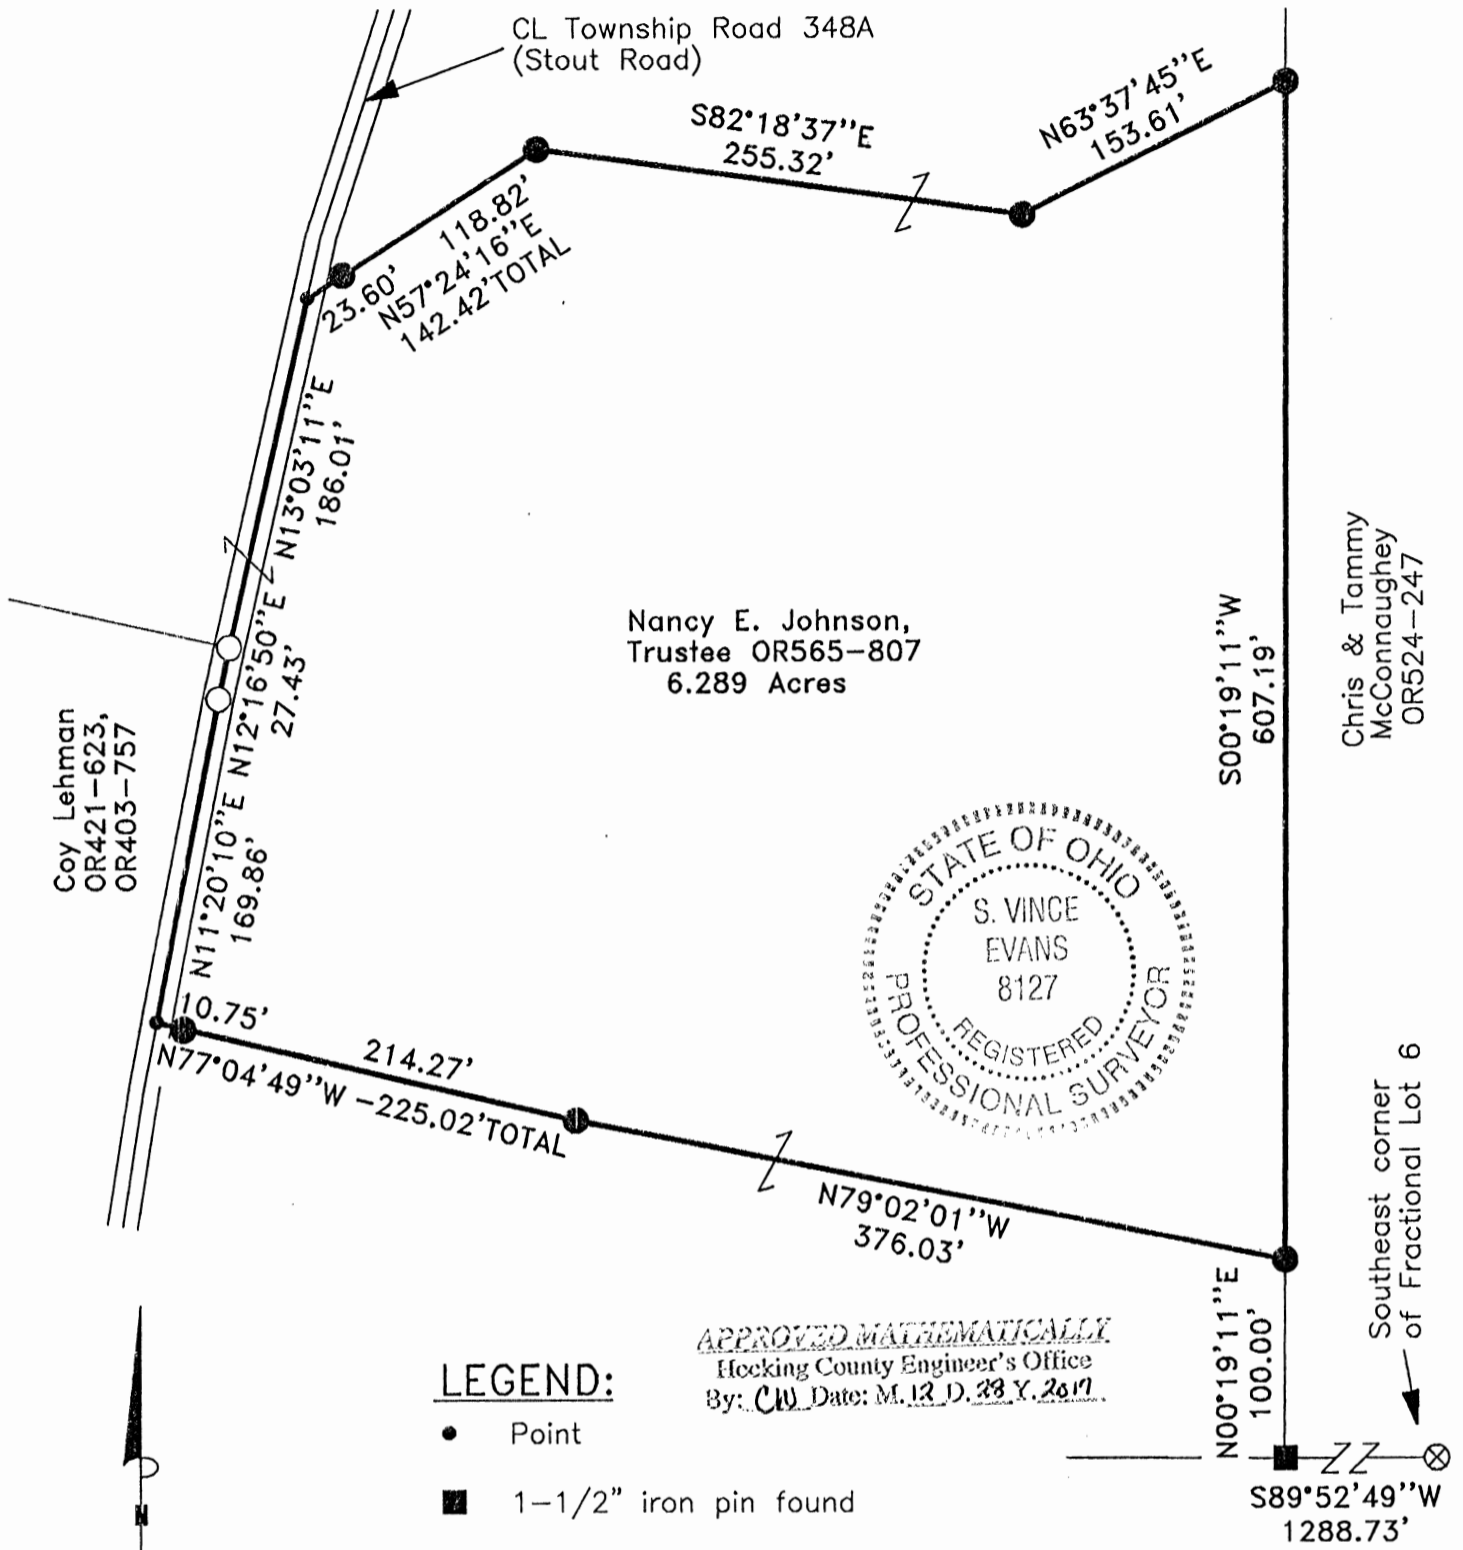 CL Township Road 348A
(Stout Road)
S82°18'37"E
255.32'
N63°37'45"E
153.61'
118.82'
23.60'
N57°24'16"E
142.42'TOTAL
N13°03'11"E
186.01'
N12°16'50"E
27.43'
N11°20'10"E
169.86'
Coy Lehman
OR421-623,
OR403-757
Nancy E. Johnson,
Trustee OR565-807
6.289 Acres
S00°19'11"W
607.19'
Chris & Tammy
McConnaughey
OR524-247
STATE OF OHIO
S. VINCE
EVANS
8127
REGISTERED
PROFESSIONAL SURVEYOR
10.75'
214.27'
N77°04'49"W -225.02'TOTAL
N79°02'01"W
376.03'
Southeast corner
of Fractional Lot 6
N00°19'11"E
100.00'
S89°52'49"W
1288.73'
APPROVED MATHEMATICALLY
Hocking County Engineer's Office
By: CW Date: M. 12 D. 28 Y. 2017
LEGEND:
Point
1-1/2" iron pin found
N